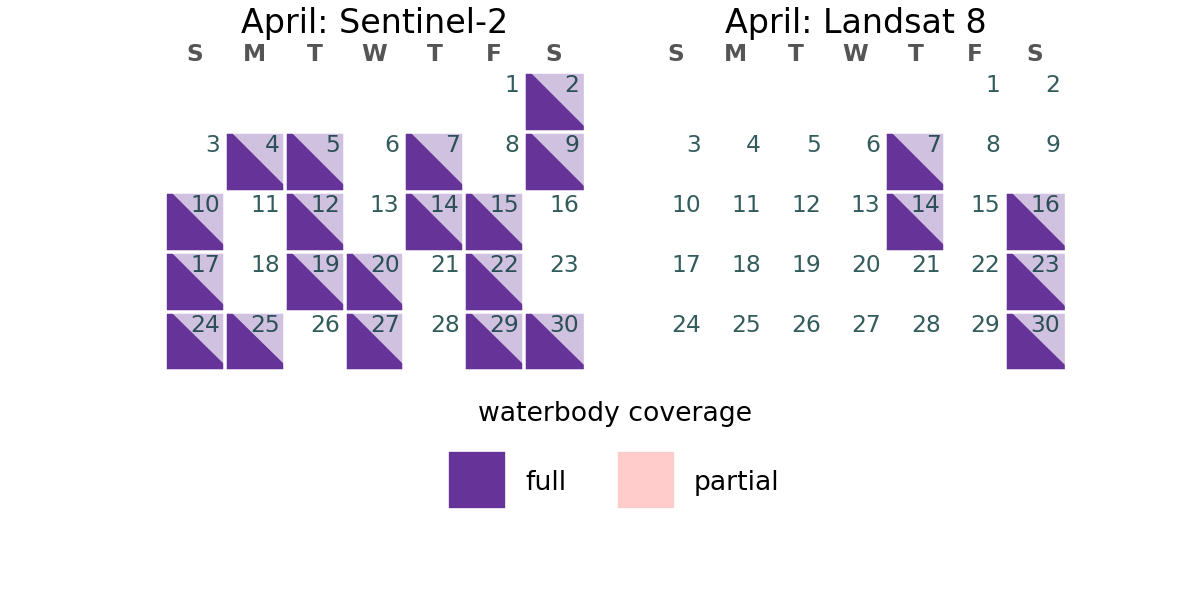 April: Sentinel-2
S M T W T F S
1 2
3 4 5 6 7 8 9
10 11 12 13 14 15 16
17 18 19 20 21 22 23
24 25 26 27 28 29 30
April: Landsat 8
S M T W T F S
1 2
3 4 5 6 7 8 9
10 11 12 13 14 15 16
17 18 19 20 21 22 23
24 25 26 27 28 29 30
waterbody coverage
full partial